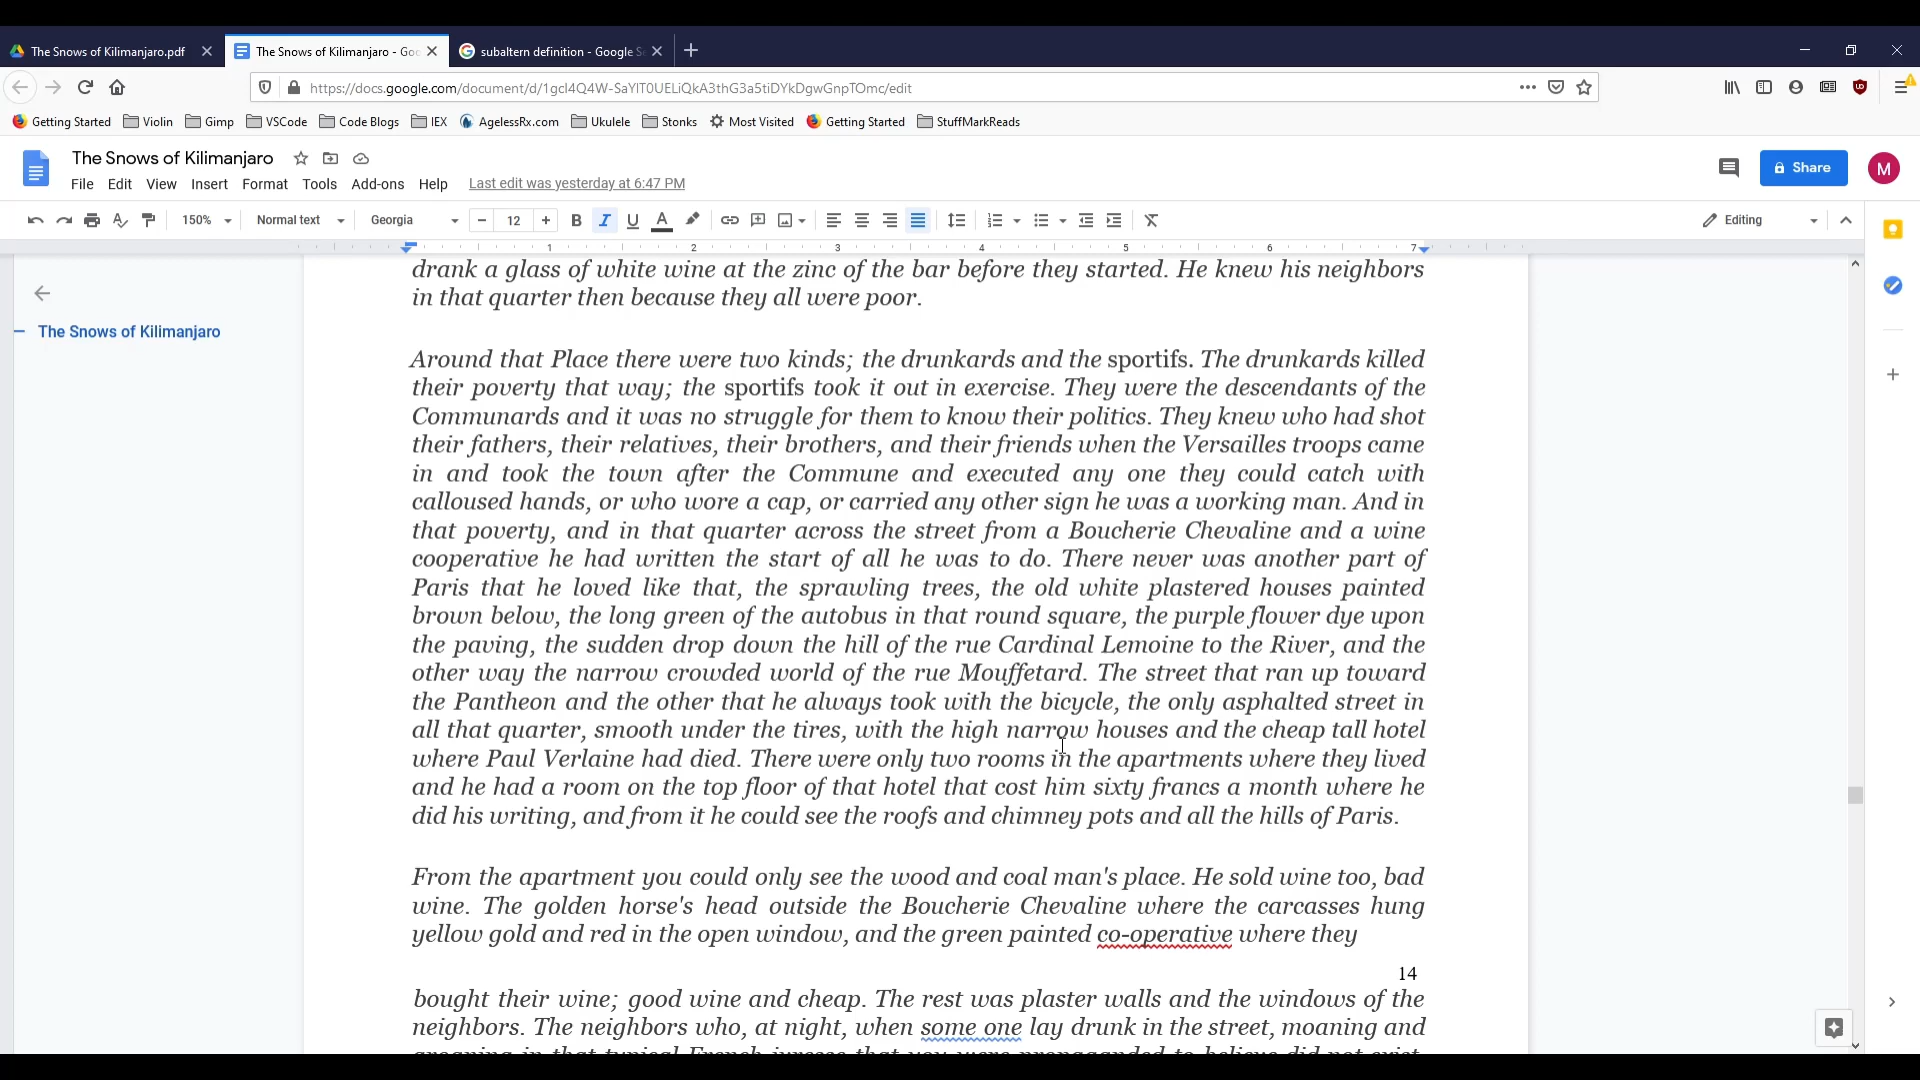 The Snows of Kilimanjaro.pdf The Snows of Kilimanjaro - Goo subaltern definition - Google S
https://docs.google.com/document/d/1gcl4Q4W-SaYlT0UELiQkA3thG3a5tiDYkDgwGnpTOmc/edit
Getting Started Violin Gimp VSCode Code Blogs IEX AgelessRx.com Ukulele Stonks Most Visited Getting Started StuffMarkReads
The Snows of Kilimanjaro
Share
M
File Edit View Insert Format Tools Add-ons Help Last edit was yesterday at 6:47 PM
150% Normal text Georgia 12 B I U A Editing
1 2 3 4 5 6 7
The Snows of Kilimanjaro
drank a glass of white wine at the zinc of the bar before they started. He knew his neighbors
in that quarter then because they all were poor.
Around that Place there were two kinds; the drunkards and the sportifs. The drunkards killed
their poverty that way; the sportifs took it out in exercise. They were the descendants of the
Communards and it was no struggle for them to know their politics. They knew who had shot
their fathers, their relatives, their brothers, and their friends when the Versailles troops came
in and took the town after the Commune and executed any one they could catch with
calloused hands, or who wore a cap, or carried any other sign he was a working man. And in
that poverty, and in that quarter across the street from a Boucherie Chevaline and a wine
cooperative he had written the start of all he was to do. There never was another part of
Paris that he loved like that, the sprawling trees, the old white plastered houses painted
brown below, the long green of the autobus in that round square, the purple flower dye upon
the paving, the sudden drop down the hill of the rue Cardinal Lemoine to the River, and the
other way the narrow crowded world of the rue Mouffetard. The street that ran up toward
the Pantheon and the other that he always took with the bicycle, the only asphalted street in
all that quarter, smooth under the tires, with the high narrow houses and the cheap tall hotel
where Paul Verlaine had died. There were only two rooms in the apartments where they lived
and he had a room on the top floor of that hotel that cost him sixty francs a month where he
did his writing, and from it he could see the roofs and chimney pots and all the hills of Paris.
From the apartment you could only see the wood and coal man's place. He sold wine too, bad
wine. The golden horse's head outside the Boucherie Chevaline where the carcasses hung
yellow gold and red in the open window, and the green painted co-operative where they
14
bought their wine; good wine and cheap. The rest was plaster walls and the windows of the
neighbors. The neighbors who, at night, when some one lay drunk in the street, moaning and
groaning in that typical French ivresse that you were propaganded to believe did not exist,